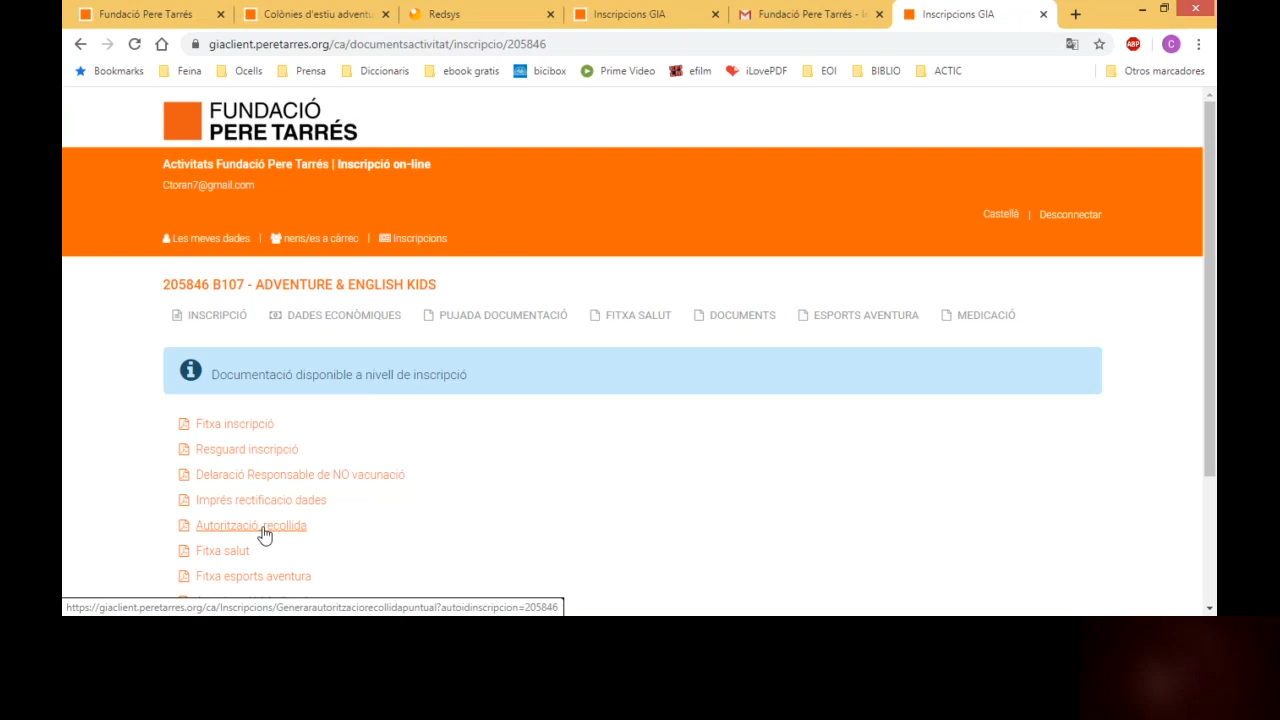 Fundació Pere Tarrés
Colònies d'estiu adventu
Redsys
Inscripcions GIA
Fundació Pere Tarrés - I
Inscripcions GIA
giaclient.peretarres.org/ca/documentsactivitat/inscripcio/205846
ABP
C
Bookmarks
Feina
Ocells
Prensa
Diccionaris
ebook gratis
bicibox
Prime Video
efilm
iLovePDF
EOI
BIBLIO
ACTIC
Otros marcadores
FUNDACIÓ
PERE TARRÉS
Activitats Fundació Pere Tarrés | Inscripció on-line
Ctoran7@gmail.com
Castellà | Desconnectar
Les meves dades | nens/es a càrrec | Inscripcions
205846 B107 - ADVENTURE & ENGLISH KIDS
INSCRIPCIÓ DADES ECONÒMIQUES PUJADA DOCUMENTACIÓ FITXA SALUT DOCUMENTS ESPORTS AVENTURA MEDICACIÓ
Documentació disponible a nivell de inscripció
Fitxa inscripció
Resguard inscripció
Delaració Responsable de NO vacunació
Imprés rectificacio dades
Autorització recollida
Fitxa salut
Fitxa esports aventura
https://giaclient.peretarres.org/ca/Inscripcions/Generarautoritzaciorecollidapuntual?autoidinscripcion=205846